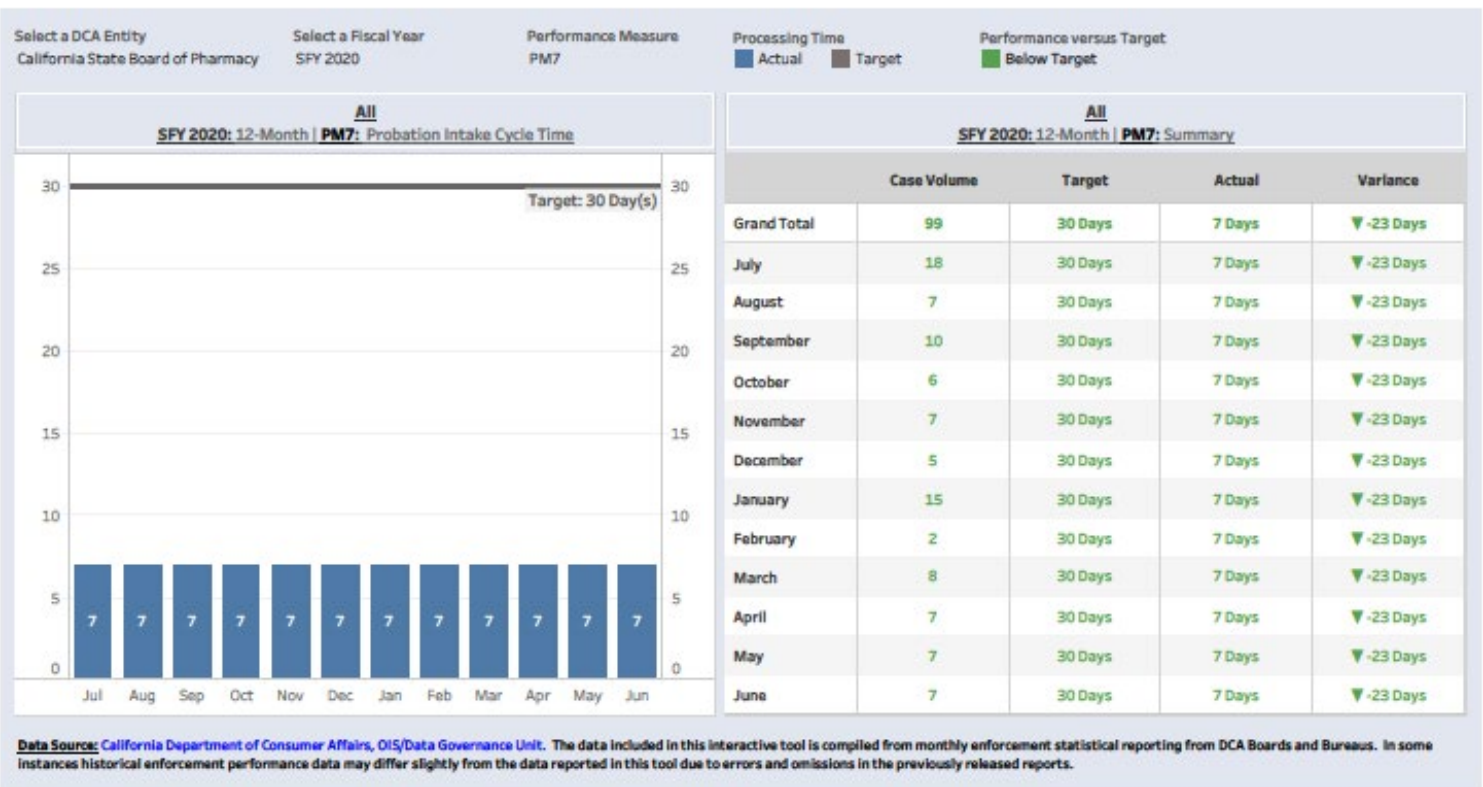 Select a DCA Entity
California State Board of Pharmacy
Select a Fiscal Year
SFY 2020
Performance Measure
PM7
Processing Time
Actual Target
Performance versus Target
Below Target
All
SFY 2020: 12-Month | PM7: Probation Intake Cycle Time
30 30
Target: 30 Day(s)
25 25
20 20
15 15
10 10
5 5
7 7 7 7 7 7 7 7 7 7 7 7
0 0
Jul Aug Sep Oct Nov Dec Jan Feb Mar Apr May Jun
All
SFY 2020: 12-Month | PM7: Summary
Case Volume Target Actual Variance
Grand Total 99 30 Days 7 Days ▼ -23 Days
July 18 30 Days 7 Days ▼ -23 Days
August 7 30 Days 7 Days ▼ -23 Days
September 10 30 Days 7 Days ▼ -23 Days
October 6 30 Days 7 Days ▼ -23 Days
November 7 30 Days 7 Days ▼ -23 Days
December 5 30 Days 7 Days ▼ -23 Days
January 15 30 Days 7 Days ▼ -23 Days
February 2 30 Days 7 Days ▼ -23 Days
March 8 30 Days 7 Days ▼ -23 Days
April 7 30 Days 7 Days ▼ -23 Days
May 7 30 Days 7 Days ▼ -23 Days
June 7 30 Days 7 Days ▼ -23 Days
Data Source: California Department of Consumer Affairs, OIS/Data Governance Unit. The data included in this interactive tool is compiled from monthly enforcement statistical reporting from DCA Boards and Bureaus. In some
instances historical enforcement performance data may differ slightly from the data reported in this tool due to errors and omissions in the previously released reports.